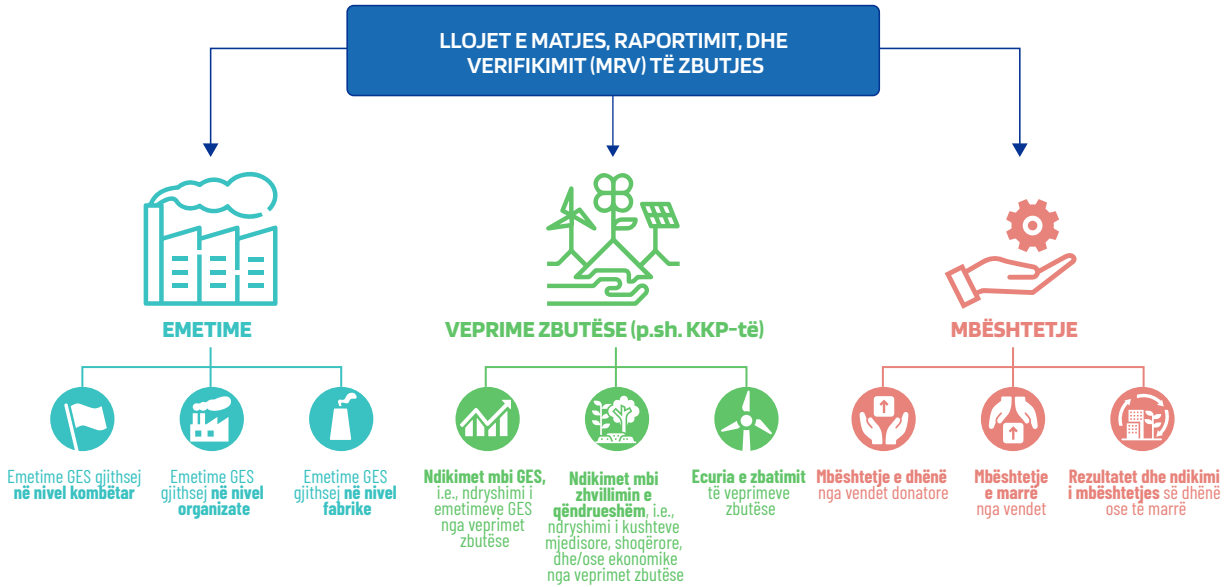 LLOJET E MATJES, RAPORTIMIT, DHE
VERIFIKIMIT (MRV) TË ZBUTJES
EMETIME
Emetime GES gjithsej
në nivel kombëtar
Emetime GES
gjithsej në nivel
organizate
Emetime GES
gjithsej në nivel
fabrike
VEPRIME ZBUTËSE (p.sh. KKP-të)
Ndikimet mbi GES,
i.e., ndryshimi i
emetimeve GES
nga veprimet
zbutëse
Ndikimet mbi
zhvillimin e
qëndrueshëm, i.e.,
ndryshimi i kushteve
mjedisore, shoqërore,
dhe/ose ekonomike
nga veprimet zbutëse
Ecuria e zbatimit
të veprimeve
zbutëse
MBËSHTETJE
Mbështetje e dhënë
nga vendet donatore
Mbështetje
e marrë
nga vendet
Rezultatet dhe ndikimi
i mbështetjes së dhënë
ose të marrë